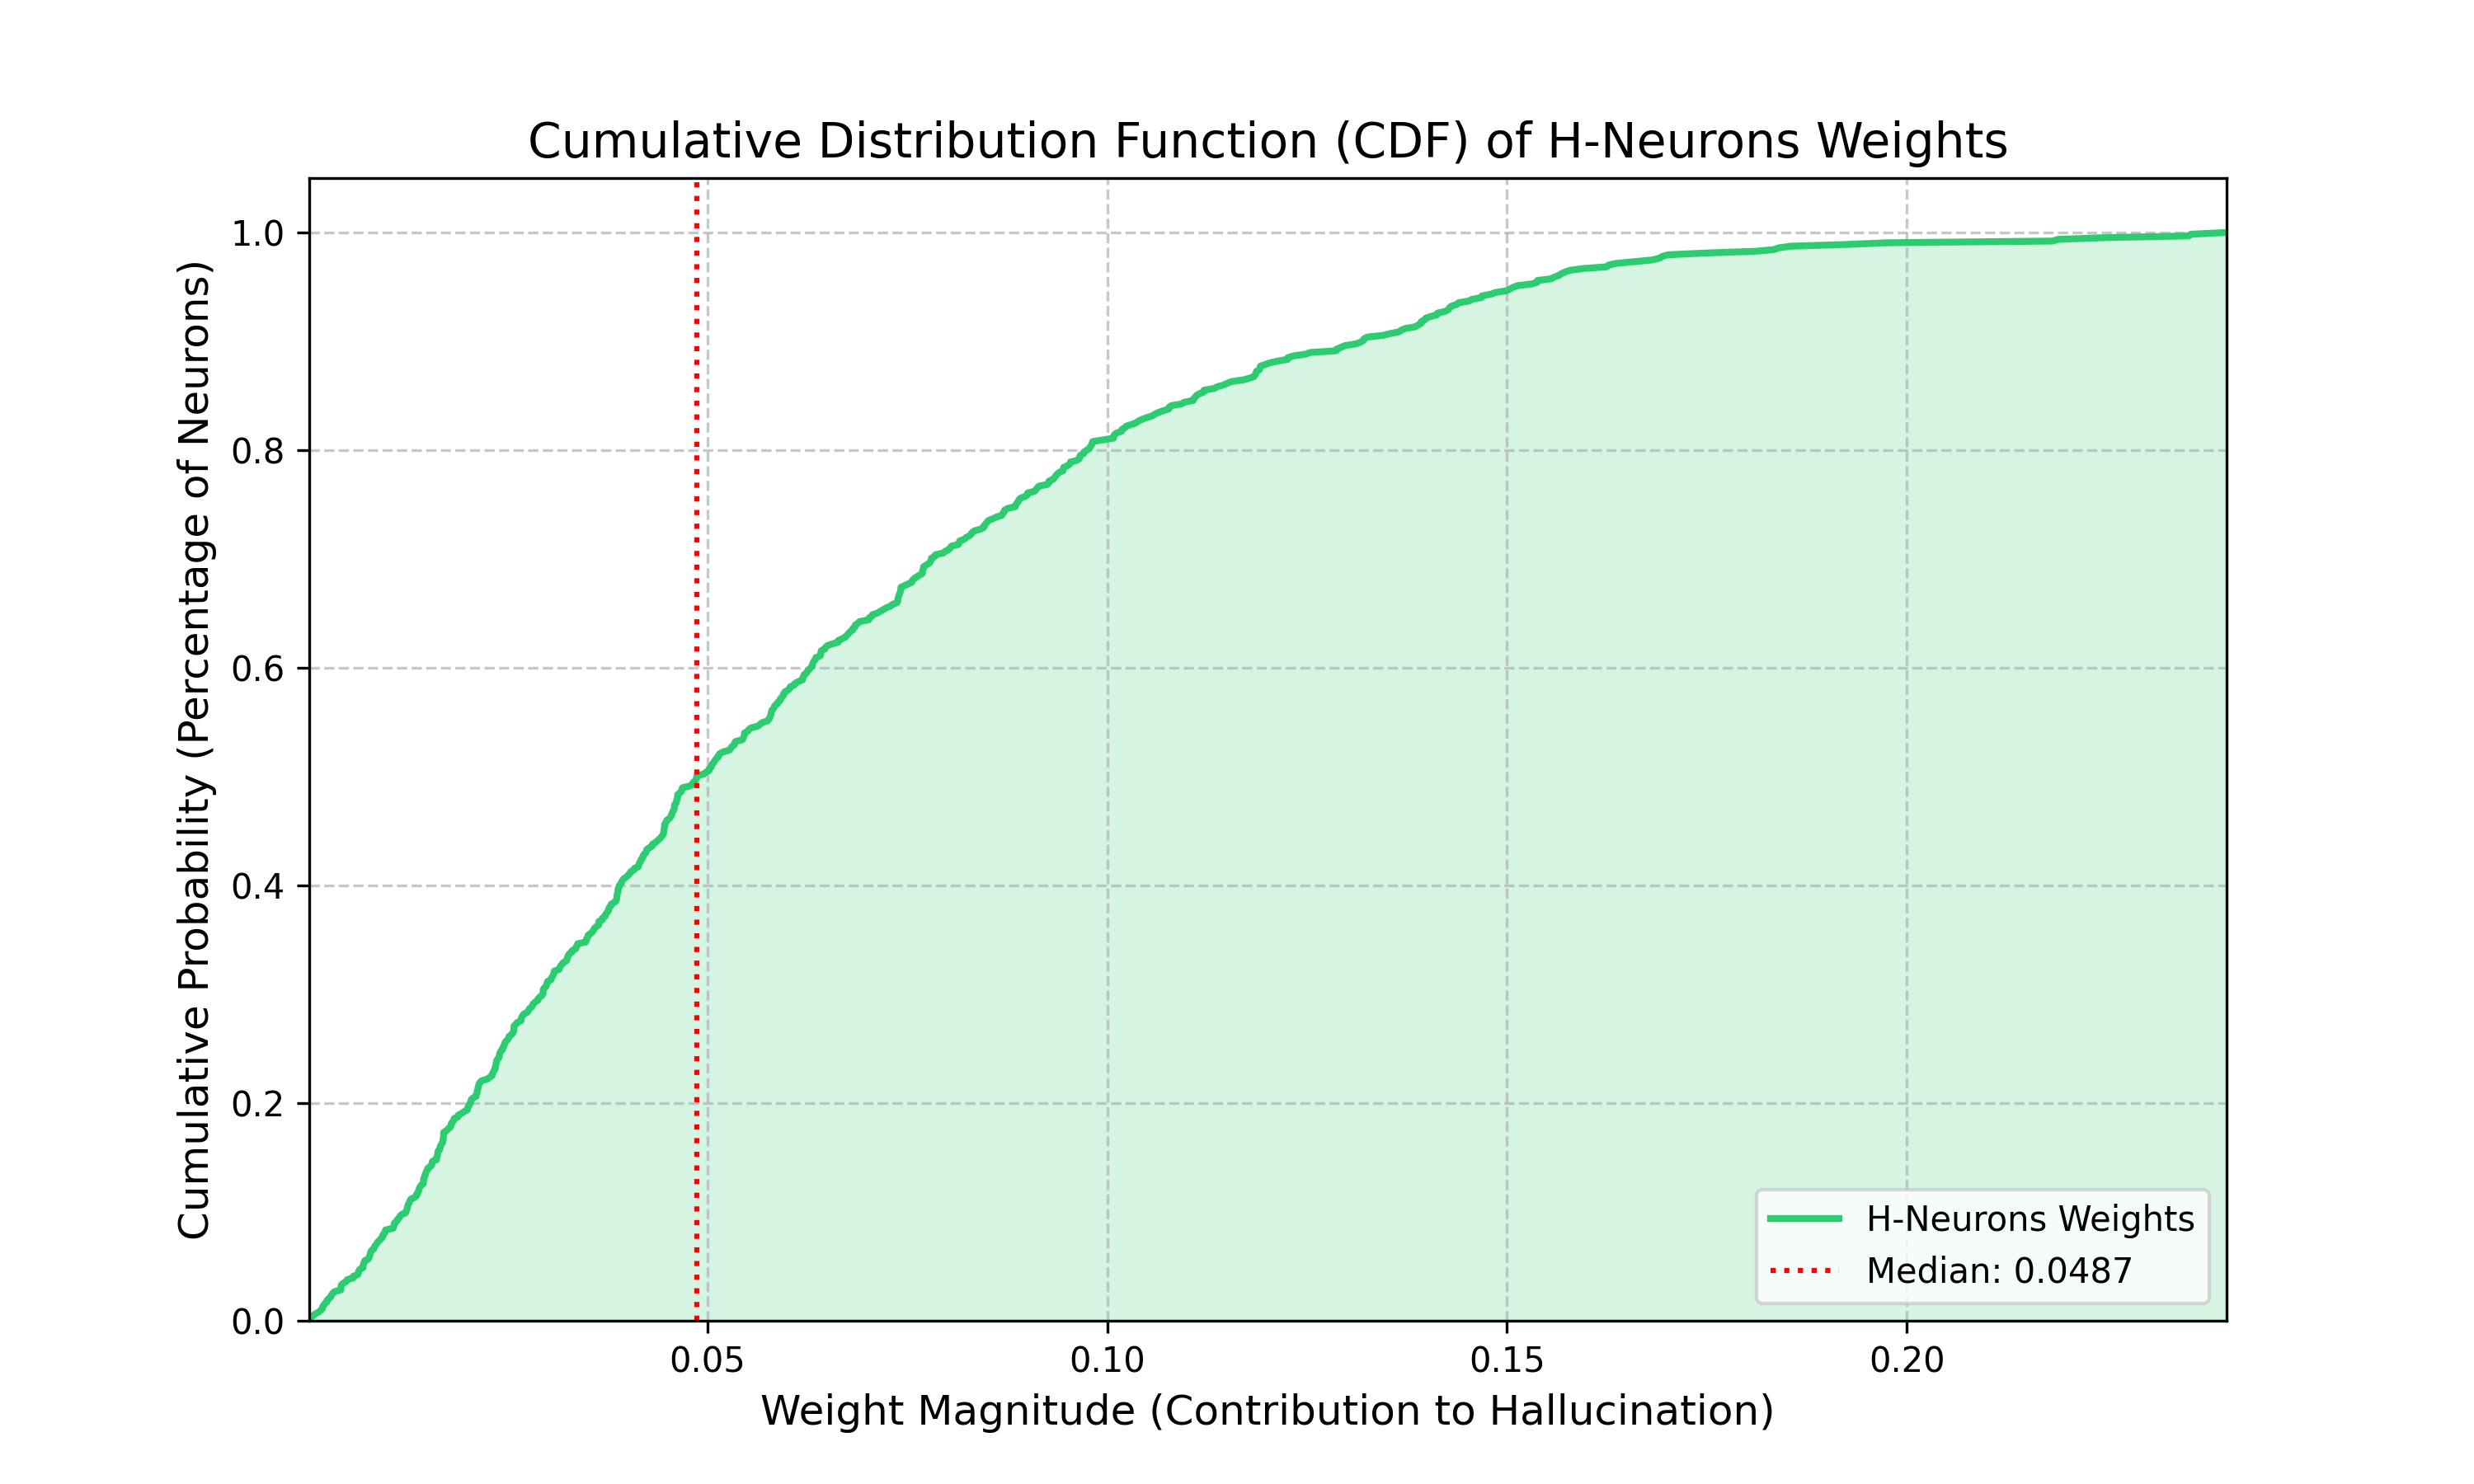 Cumulative Distribution Function (CDF) of H-Neurons Weights
Cumulative Probability (Percentage of Neurons)
1.0
0.8
0.6
0.4
0.2
0.0
0.05
0.10
0.15
0.20
Weight Magnitude (Contribution to Hallucination)
H-Neurons Weights
Median: 0.0487